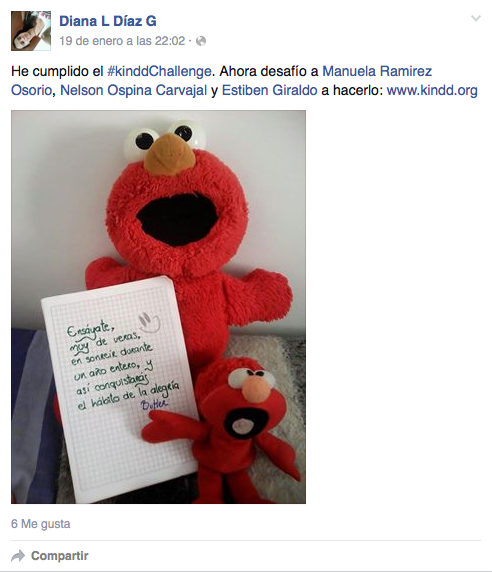 Diana L Díaz G
19 de enero a las 22:02 ·
He cumplido el #kinddChallenge. Ahora desafío a Manuela Ramirez
Osorio, Nelson Ospina Carvajal y Estiben Giraldo a hacerlo: www.kindd.org
Ensáyate,
muy de veras,
en sonreir durante
un año entero, y
así conquistarás
el hábito de la alegría
Butler
6 Me gusta
Compartir